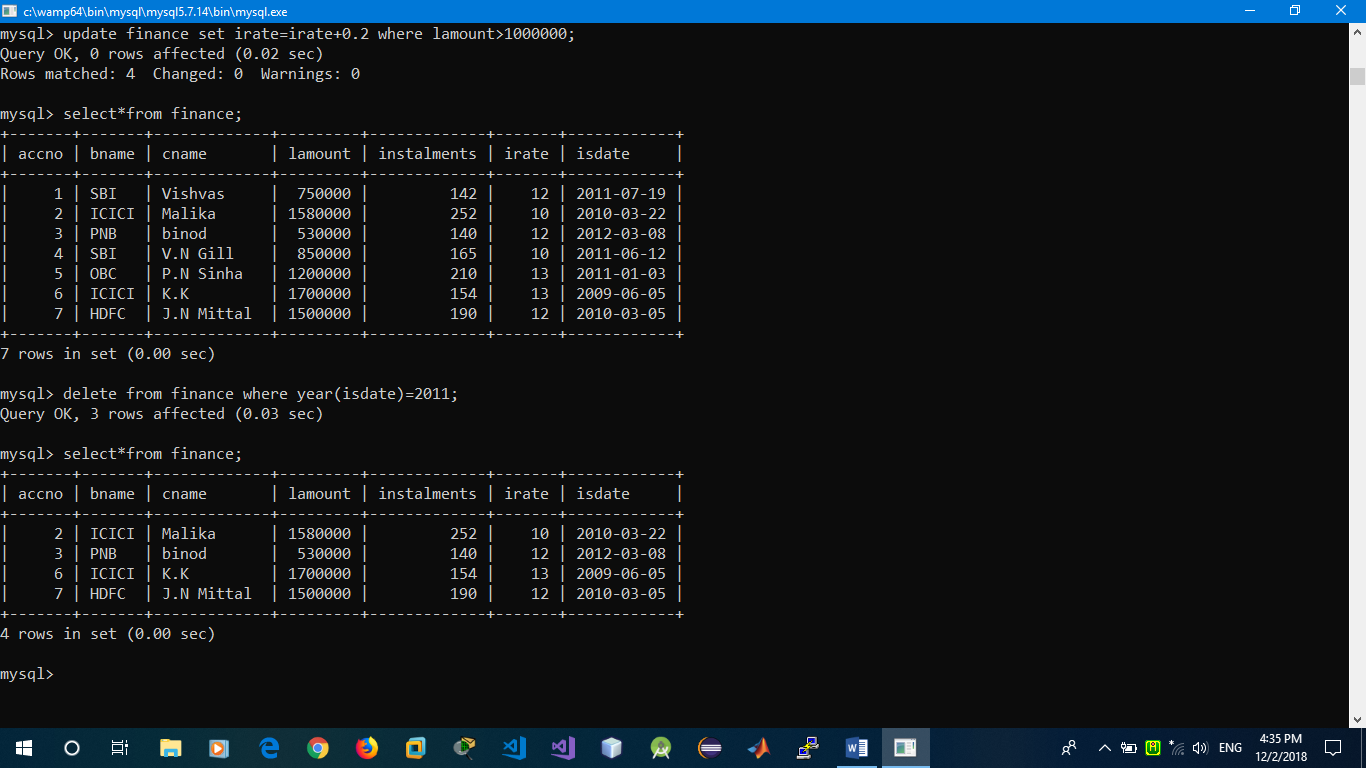 c:\wamp64\bin\mysql\mysql5.7.14\bin\mysql.exe
mysql> update finance set irate=irate+0.2 where lamount>1000000;
Query OK, 0 rows affected (0.02 sec)
Rows matched: 4  Changed: 0  Warnings: 0
mysql> select*from finance;
+-------+-------+-------------+---------+-------------+-------+------------+
| accno | bname | cname       | lamount | instalments | irate | isdate     |
+-------+-------+-------------+---------+-------------+-------+------------+
|     1 | SBI   | Vishvas     |  750000 |         142 |    12 | 2011-07-19 |
|     2 | ICICI | Malika      | 1580000 |         252 |    10 | 2010-03-22 |
|     3 | PNB   | binod       |  530000 |         140 |    12 | 2012-03-08 |
|     4 | SBI   | V.N Gill    |  850000 |         165 |    10 | 2011-06-12 |
|     5 | OBC   | P.N Sinha   | 1200000 |         210 |    13 | 2011-01-03 |
|     6 | ICICI | K.K         | 1700000 |         154 |    13 | 2009-06-05 |
|     7 | HDFC  | J.N Mittal  | 1500000 |         190 |    12 | 2010-03-05 |
+-------+-------+-------------+---------+-------------+-------+------------+
7 rows in set (0.00 sec)
mysql> delete from finance where year(isdate)=2011;
Query OK, 3 rows affected (0.03 sec)
mysql> select*from finance;
+-------+-------+-------------+---------+-------------+-------+------------+
| accno | bname | cname       | lamount | instalments | irate | isdate     |
+-------+-------+-------------+---------+-------------+-------+------------+
|     2 | ICICI | Malika      | 1580000 |         252 |    10 | 2010-03-22 |
|     3 | PNB   | binod       |  530000 |         140 |    12 | 2012-03-08 |
|     6 | ICICI | K.K         | 1700000 |         154 |    13 | 2009-06-05 |
|     7 | HDFC  | J.N Mittal  | 1500000 |         190 |    12 | 2010-03-05 |
+-------+-------+-------------+---------+-------------+-------+------------+
4 rows in set (0.00 sec)
mysql>
ENG
4:35 PM
12/2/2018